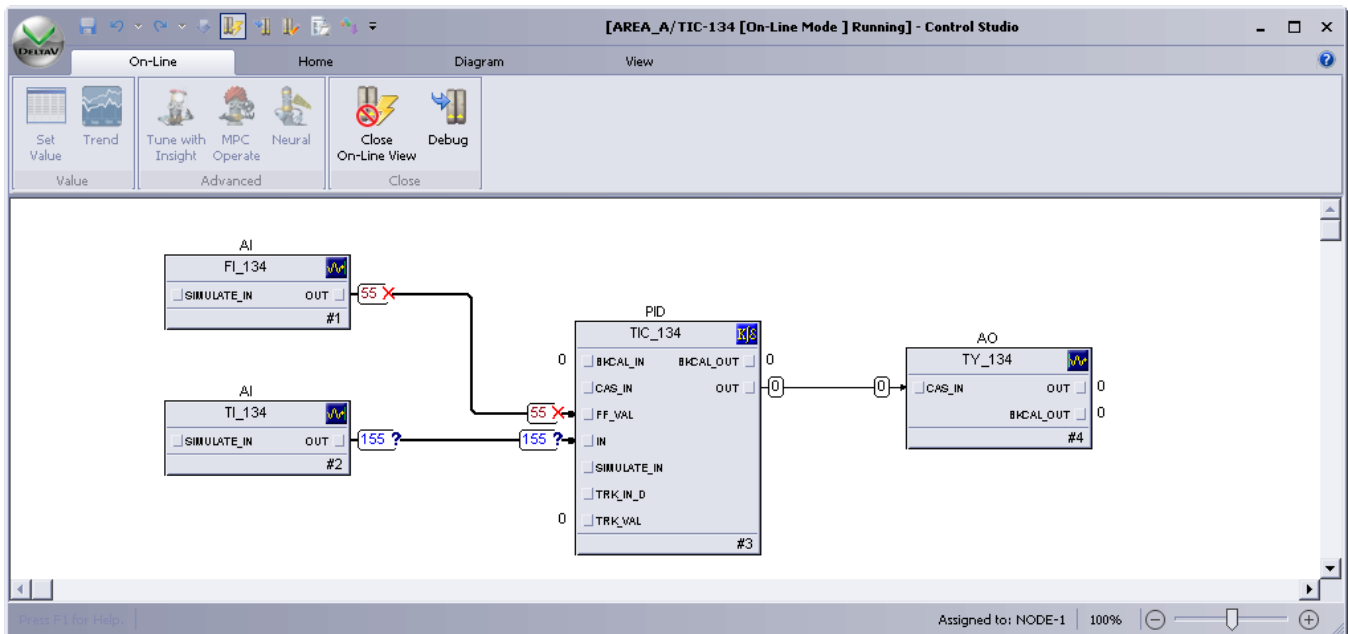 [AREA_A/TIC-134 [On-Line Mode ] Running] - Control Studio
DELTAV
On-Line Home Diagram View
Set Value
Trend
Tune with Insight
MPC Operate
Neural
Close On-Line View
Debug
Value Advanced Close
AI
FI_134
SIMULATE_IN OUT 55
#1
AI
TI_134
SIMULATE_IN OUT 155 ?
#2
PID
TIC_134
0 BKCAL_IN BKCAL_OUT 0
CAS_IN OUT 0
55 FF_VAL
155 ? IN
SIMULATE_IN
TRK_IN_D
0 TRK_VAL
#3
AO
TY_134
0 CAS_IN OUT 0
BKCAL_OUT 0
#4
Press F1 for Help.
Assigned to: NODE-1 100%